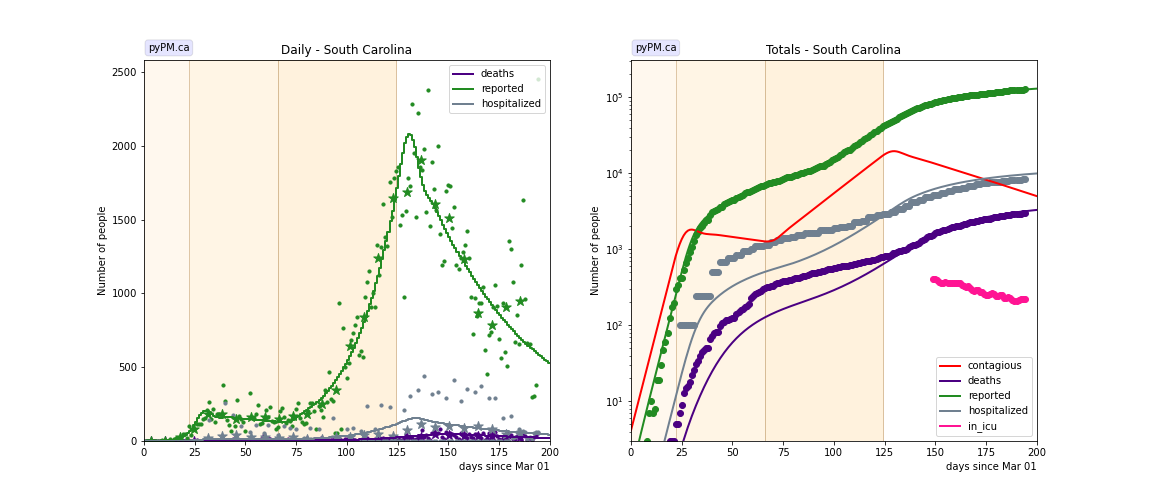 pyPM.ca
Daily - South Carolina
Number of people
2500
2000
1500
1000
500
0
deaths
reported
hospitalized
0 25 50 75 100 125 150 175 200
days since Mar 01
pyPM.ca
Totals - South Carolina
Number of people
10^5
10^4
10^3
10^2
10^1
contagious
deaths
reported
hospitalized
in_icu
0 25 50 75 100 125 150 175 200
days since Mar 01